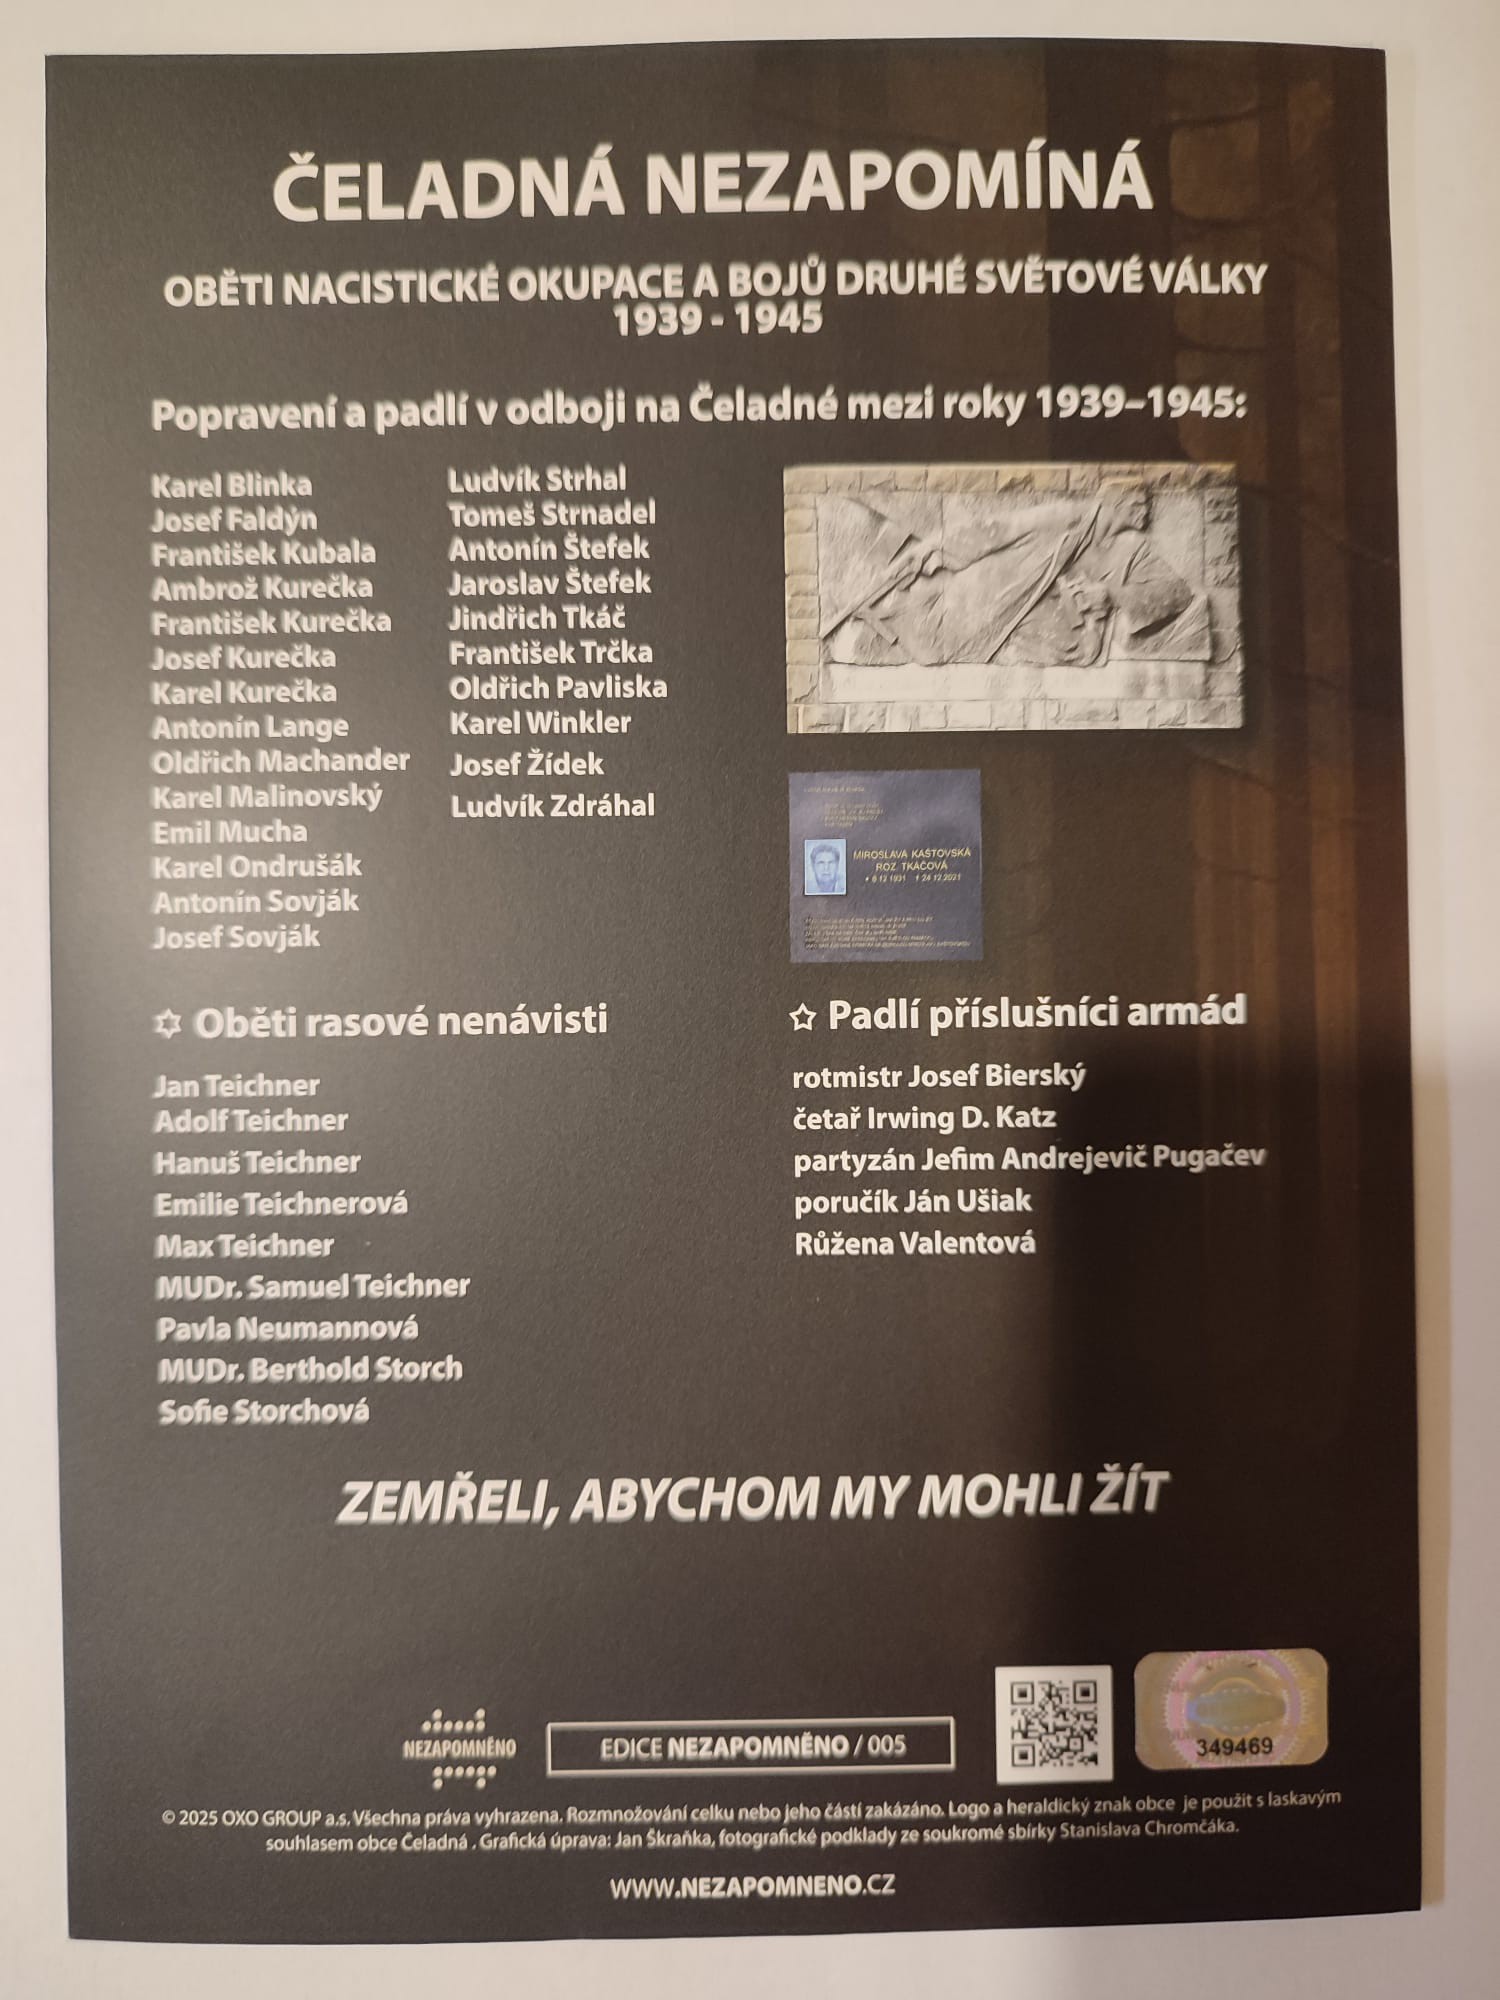 ČELADNÁ NEZAPOMÍNÁ
OBĚTI NACISTICKÉ OKUPACE A BOJŮ DRUHÉ SVĚTOVÉ VÁLKY
1939 - 1945
Popravení a padlí v odboji na Čeladné mezi roky 1939–1945:
Karel Blinka
Josef Faldýn
František Kubala
Ambrož Kurečka
František Kurečka
Josef Kurečka
Karel Kurečka
Antonín Lange
Oldřich Machander
Karel Malinovský
Emil Mucha
Karel Ondrušák
Antonín Sovják
Josef Sovják
Ludvík Strhal
Tomeš Strnadel
Antonín Štefek
Jaroslav Štefek
Jindřich Tkáč
František Trčka
Oldřich Pavliska
Karel Winkler
Josef Žídek
Ludvík Zdráhal
MIROSLAVA KAŠTOVSKÁ
ROZ. TKÁČOVÁ
* 6.12.1931 † 24.12.2021
Oběti rasové nenávisti
Jan Teichner
Adolf Teichner
Hanuš Teichner
Emilie Teichnerová
Max Teichner
MUDr. Samuel Teichner
Pavla Neumannová
MUDr. Berthold Storch
Sofie Storchová
Padlí příslušníci armád
rotmistr Josef Bierský
četař Irwing D. Katz
partyzán Jefim Andrejevič Pugačev
poručík Ján Ušiak
Růžena Valentová
ZEMŘELI, ABYCHOM MY MOHLI ŽÍT
NEZAPOMNĚNO
EDICE NEZAPOMNĚNO / 005
349469
© 2025 OXO GROUP a.s. Všechna práva vyhrazena. Rozmnožování celku nebo jeho částí zakázáno. Logo a heraldický znak obce je použit s laskavým
souhlasem obce Čeladná . Grafická úprava: Jan Škraňka, fotografické podklady ze soukromé sbírky Stanislava Chromčáka.
WWW.NEZAPOMNENO.CZ